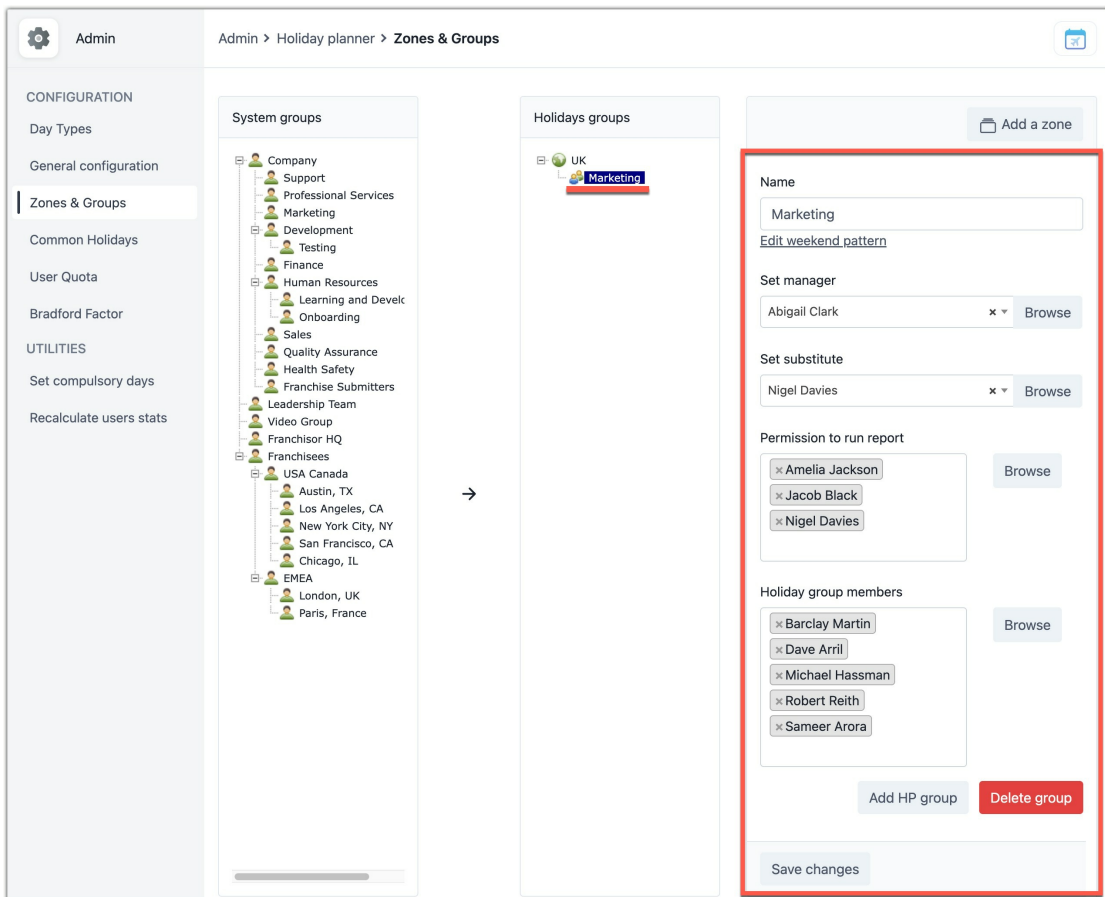 Admin
Admin > Holiday planner > Zones & Groups
CONFIGURATION
Day Types
General configuration
Zones & Groups
Common Holidays
User Quota
Bradford Factor
UTILITIES
Set compulsory days
Recalculate users stats
System groups
Company
Support
Professional Services
Marketing
Development
Testing
Finance
Human Resources
Learning and Develo
Onboarding
Sales
Quality Assurance
Health Safety
Franchise Submitters
Leadership Team
Video Group
Franchisor HQ
Franchisees
USA Canada
Austin, TX
Los Angeles, CA
New York City, NY
San Francisco, CA
Chicago, IL
EMEA
London, UK
Paris, France
→
Holidays groups
UK
Marketing
Add a zone
Name
Marketing
Edit weekend pattern
Set manager
Abigail Clark × Browse
Set substitute
Nigel Davies × Browse
Permission to run report
× Amelia Jackson
× Jacob Black
× Nigel Davies
Browse
Holiday group members
× Barclay Martin
× Dave Arril
× Michael Hassman
× Robert Reith
× Sameer Arora
Browse
Add HP group Delete group
Save changes